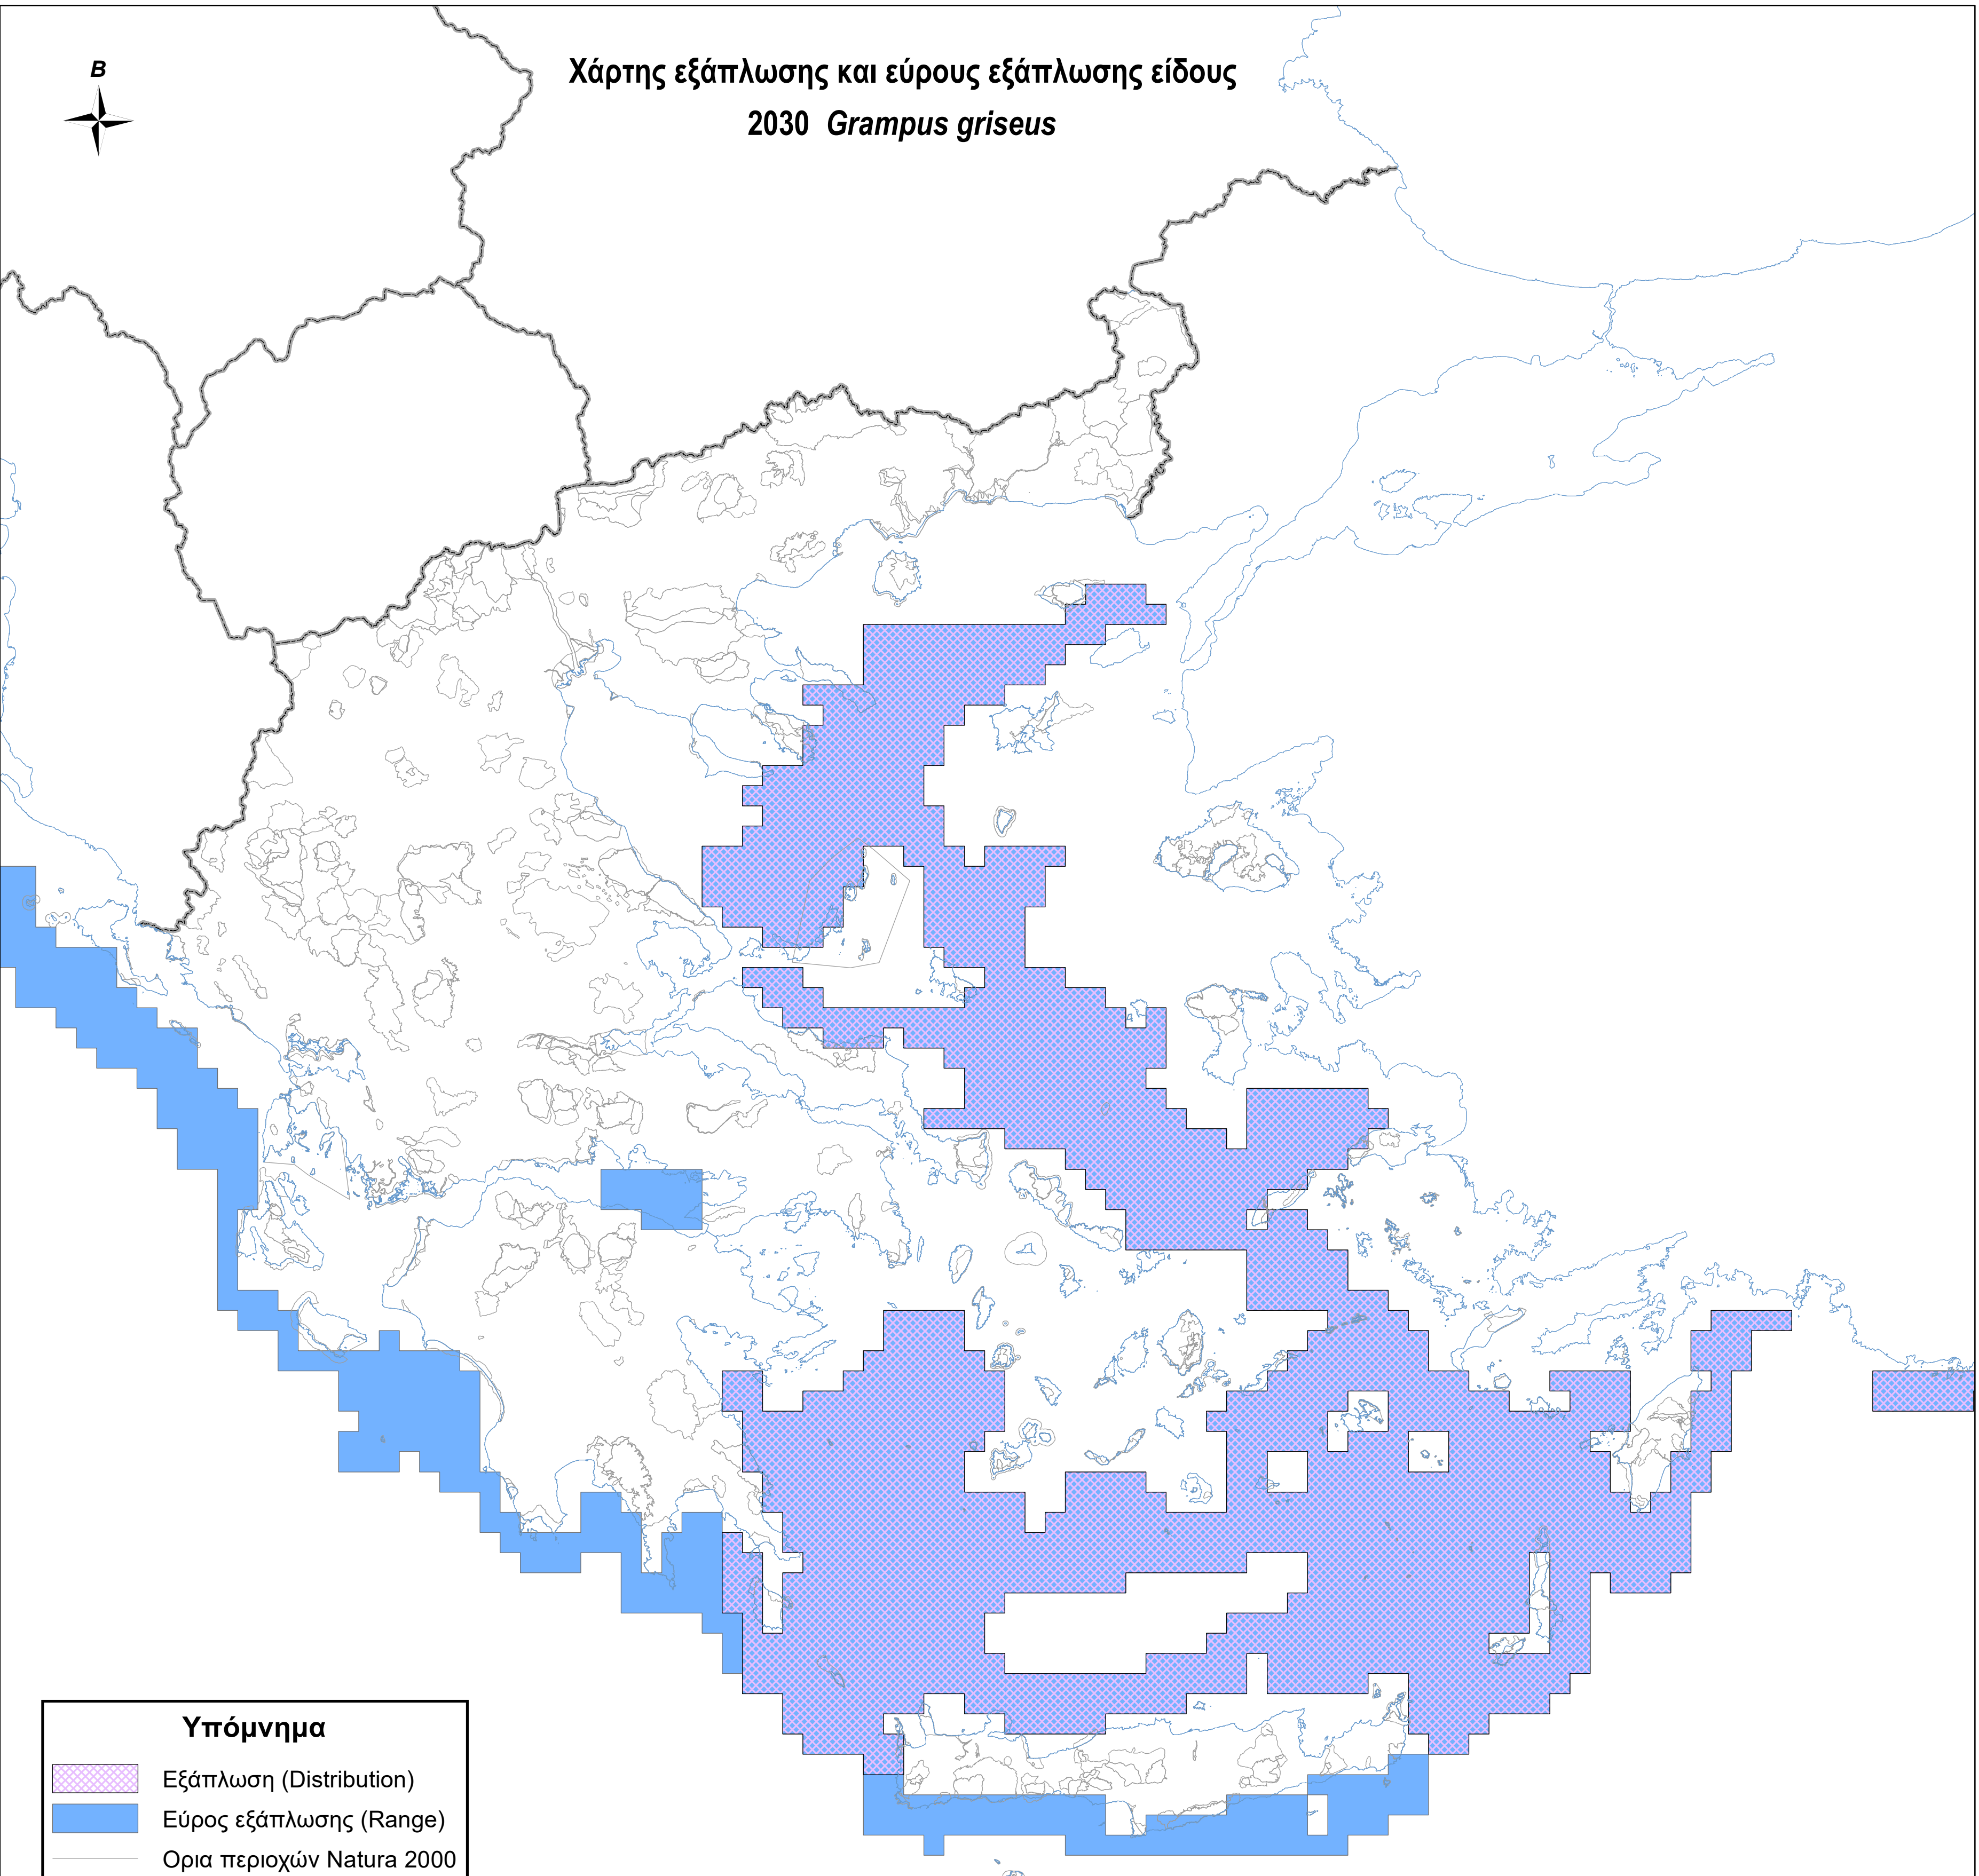 B
Χάρτης εξάπλωσης και εύρους εξάπλωσης είδους
2030 Grampus griseus
Υπόμνημα
Εξάπλωση (Distribution)
Εύρος εξάπλωσης (Range)
Ορια περιοχών Natura 2000